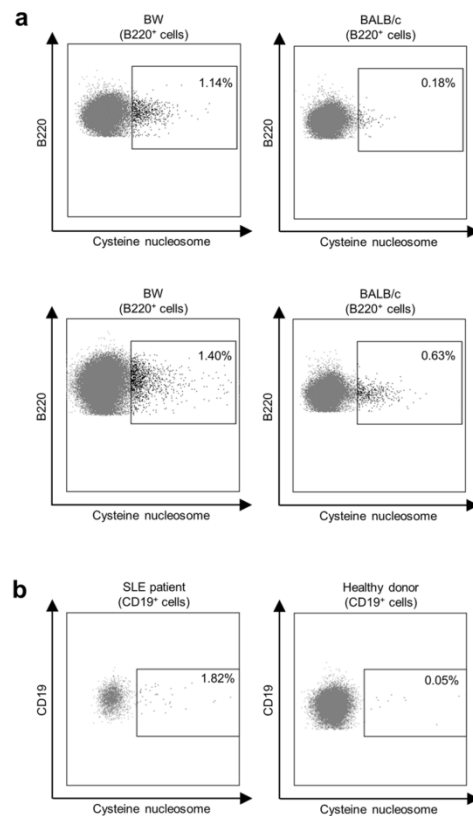 a
BW
(B220⁺ cells)
1.14%
B220
Cysteine nucleosome
BALB/c
(B220⁺ cells)
0.18%
B220
Cysteine nucleosome
BW
(B220⁺ cells)
1.40%
B220
Cysteine nucleosome
BALB/c
(B220⁺ cells)
0.63%
B220
Cysteine nucleosome
b
SLE patient
(CD19⁺ cells)
1.82%
CD19
Cysteine nucleosome
Healthy donor
(CD19⁺ cells)
0.05%
CD19
Cysteine nucleosome